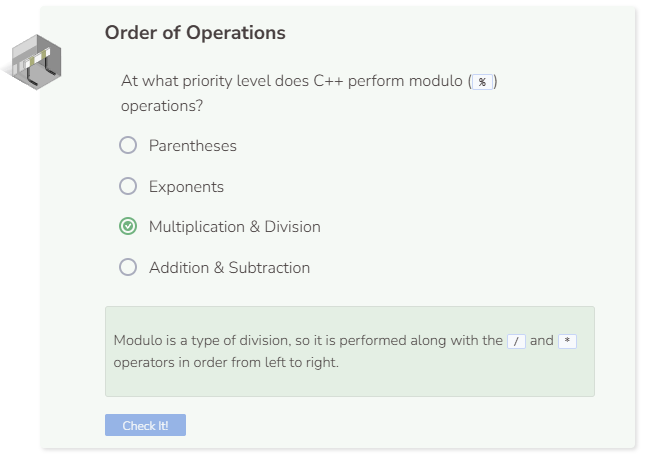 Order of Operations
At what priority level does C++ perform modulo ( % )
operations?
Parentheses
Exponents
Multiplication & Division
Addition & Subtraction
Modulo is a type of division, so it is performed along with the / and *
operators in order from left to right.
Check It!